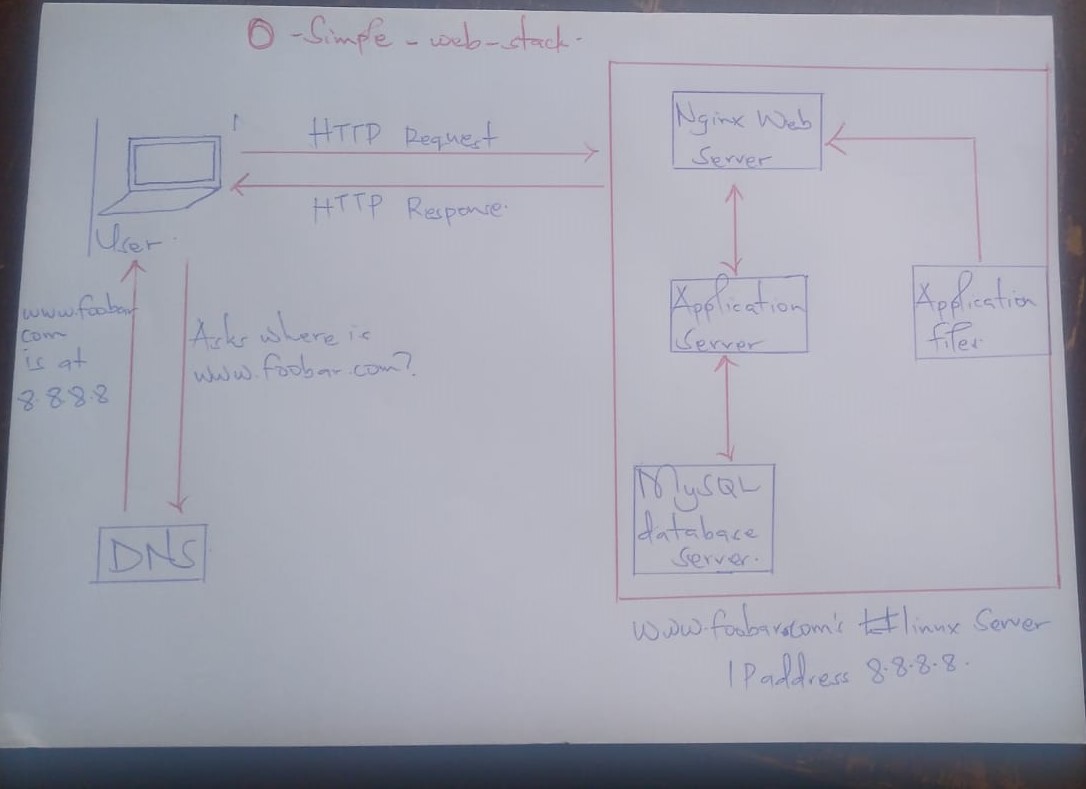 0-Simple-web-stack.
HTTP Request
HTTP Response.
User.
www.foobar
com
is at
8.8.8.8
Asks where is
www.foobar.com?
DNS
Nginx Web
Server
Application
Server
Application
files.
MySQL
database
Server.
www.foobar.com's linux Server
IP address 8.8.8.8.